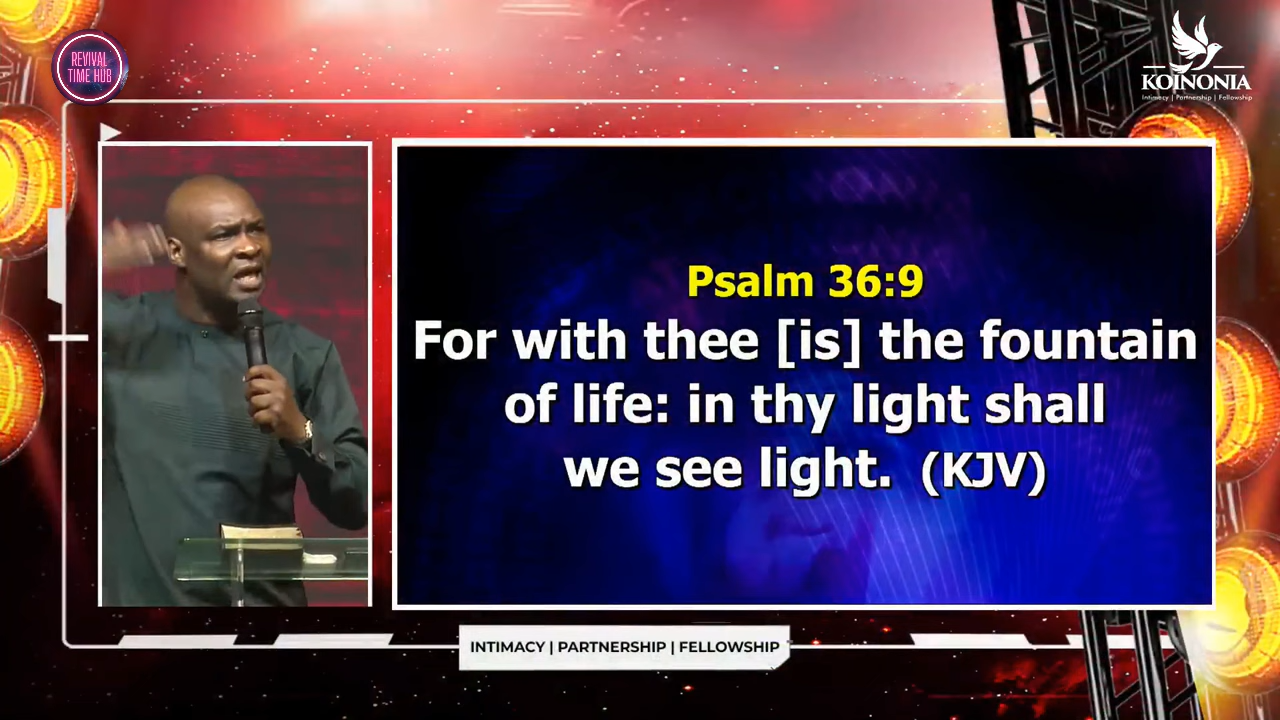 REVIVAL
TIME HUB
KOINONIA
Intimacy | Partnership | Fellowship
Psalm 36:9
For with thee [is] the fountain
of life: in thy light shall
we see light. (KJV)
INTIMACY | PARTNERSHIP | FELLOWSHIP